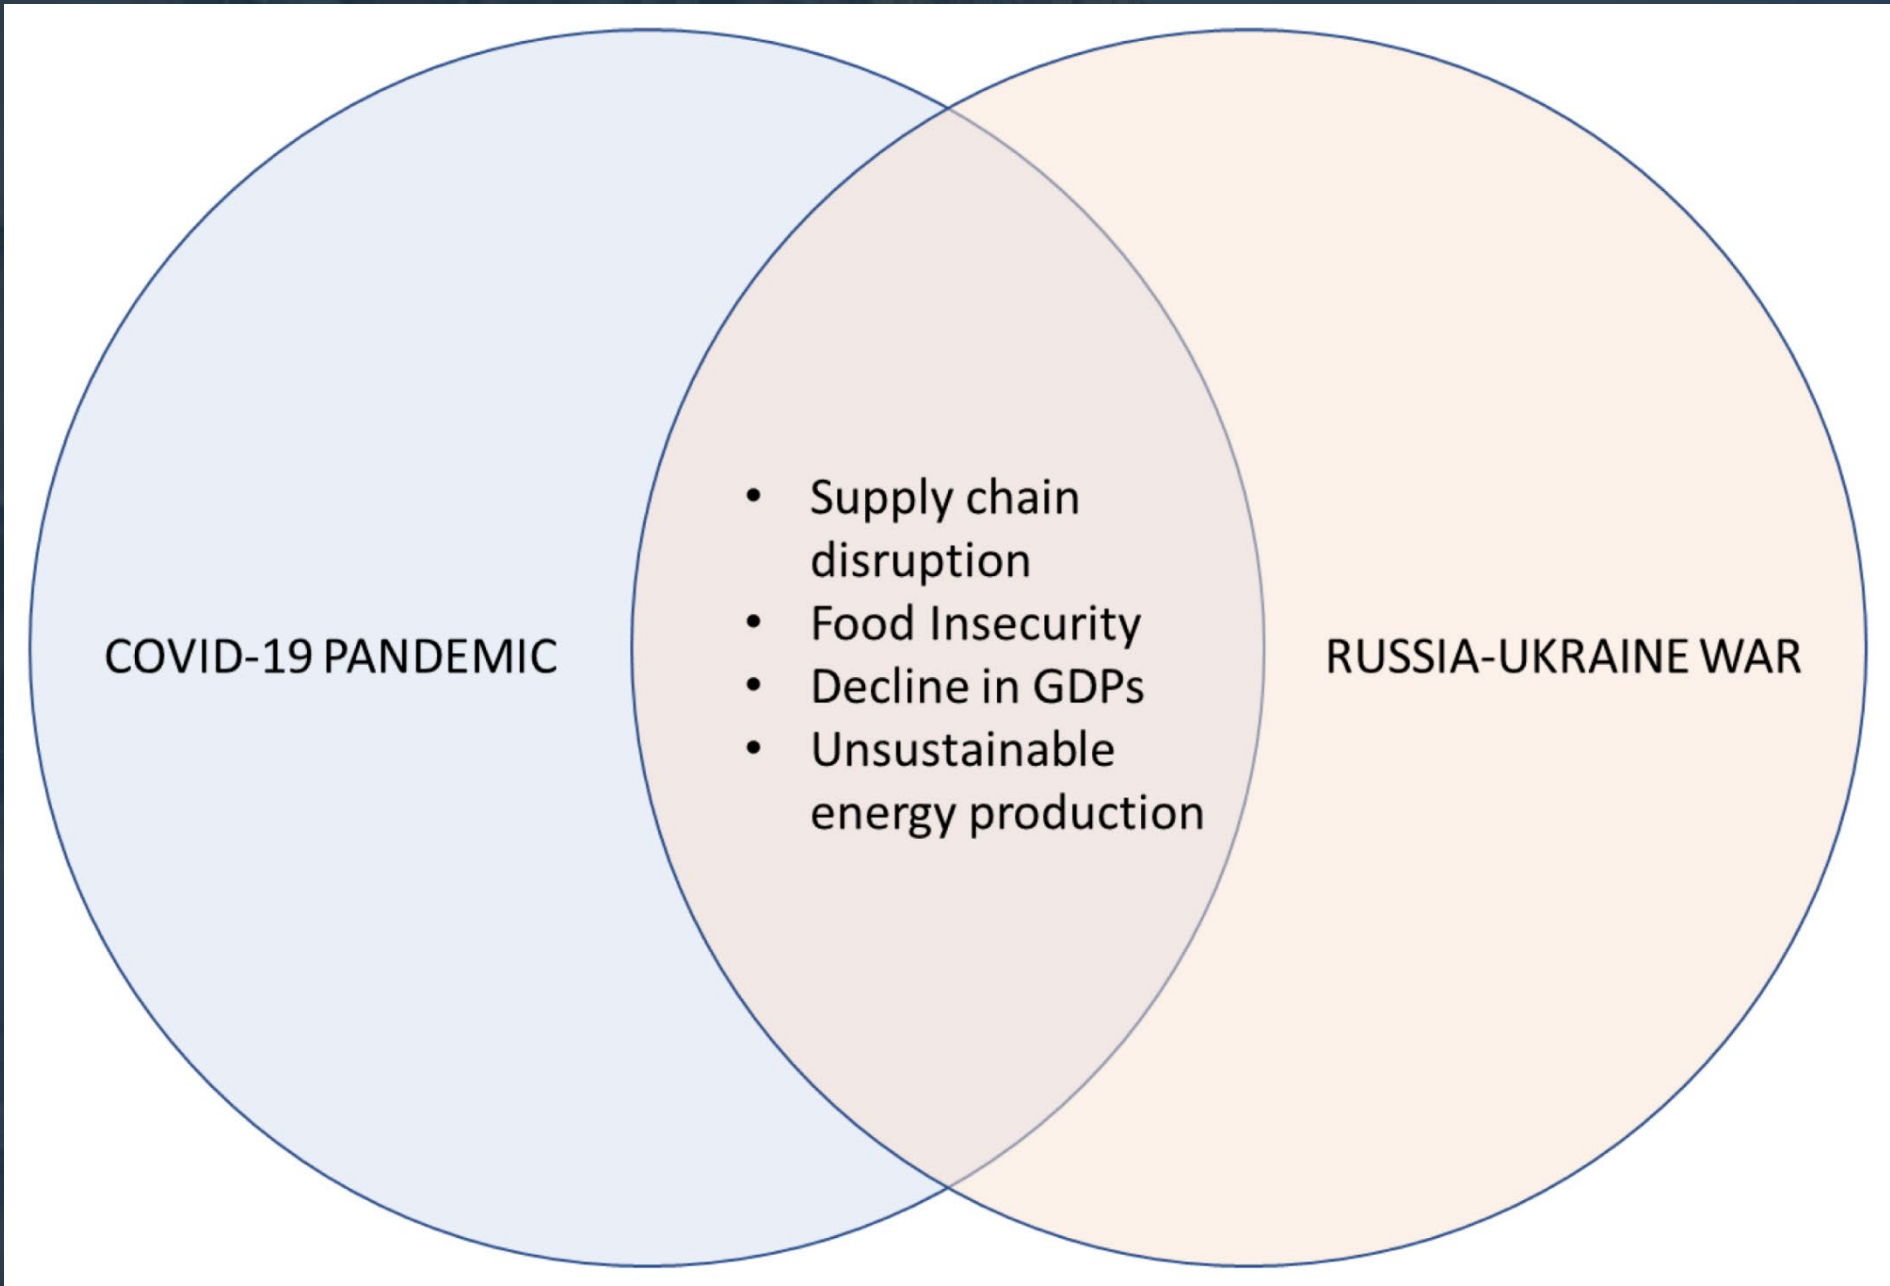 COVID-19 PANDEMIC
• Supply chain
disruption
• Food Insecurity
• Decline in GDPs
• Unsustainable
energy production
RUSSIA-UKRAINE WAR